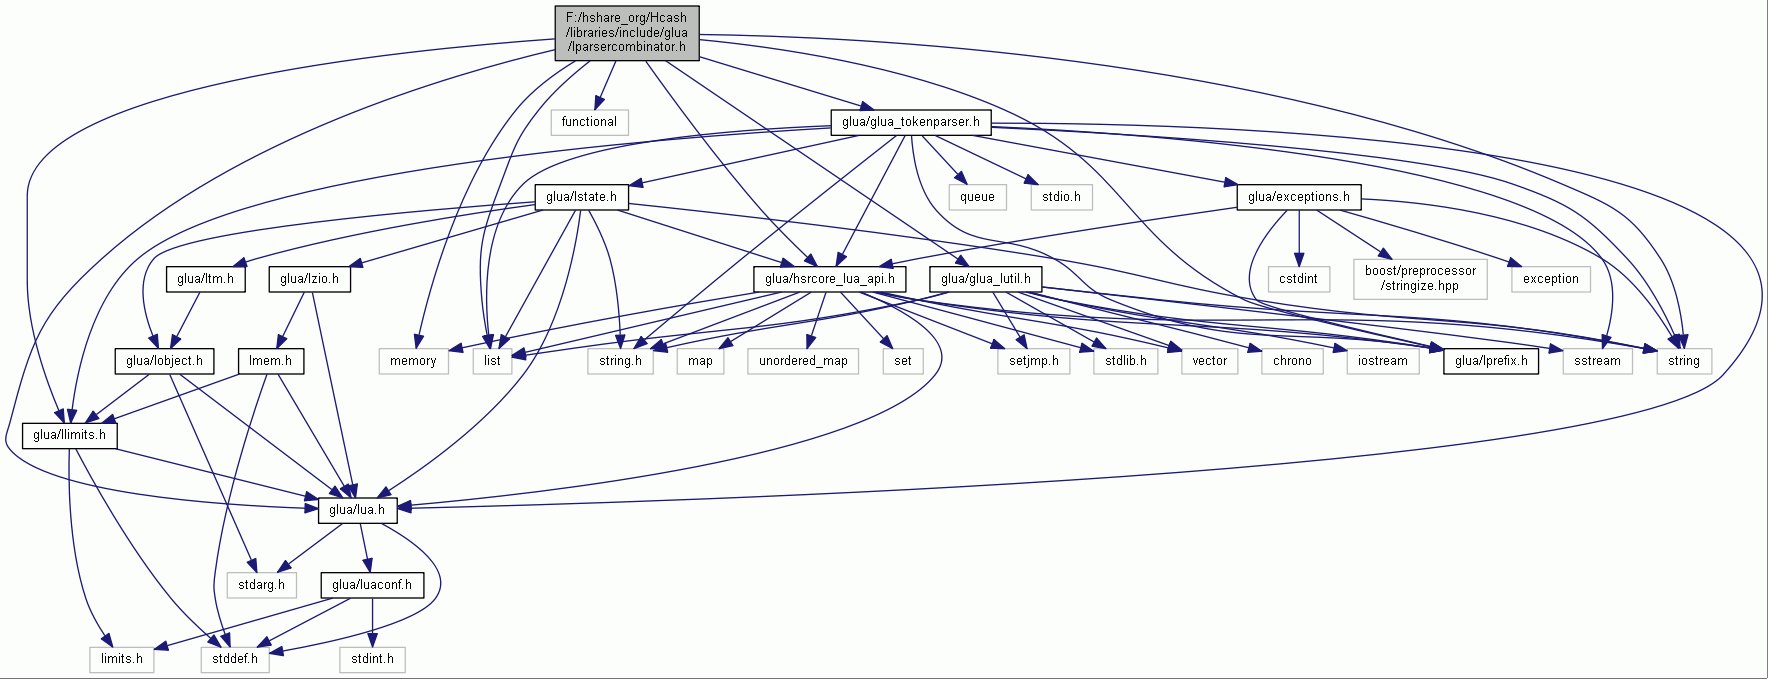 F:/hshare_org/Hcash
/libraries/include/glua
/lparsercombinator.h
functional
glua/glua_tokenparser.h
glua/lstate.h
queue
stdio.h
glua/exceptions.h
glua/ltm.h
glua/lzio.h
glua/hsrcore_lua_api.h
glua/glua_lutil.h
cstdint
boost/preprocessor
/stringize.hpp
exception
glua/lobject.h
lmem.h
memory
list
string.h
map
unordered_map
set
setjmp.h
stdlib.h
vector
chrono
iostream
glua/lprefix.h
sstream
string
glua/llimits.h
glua/lua.h
stdarg.h
glua/luaconf.h
limits.h
stddef.h
stdint.h